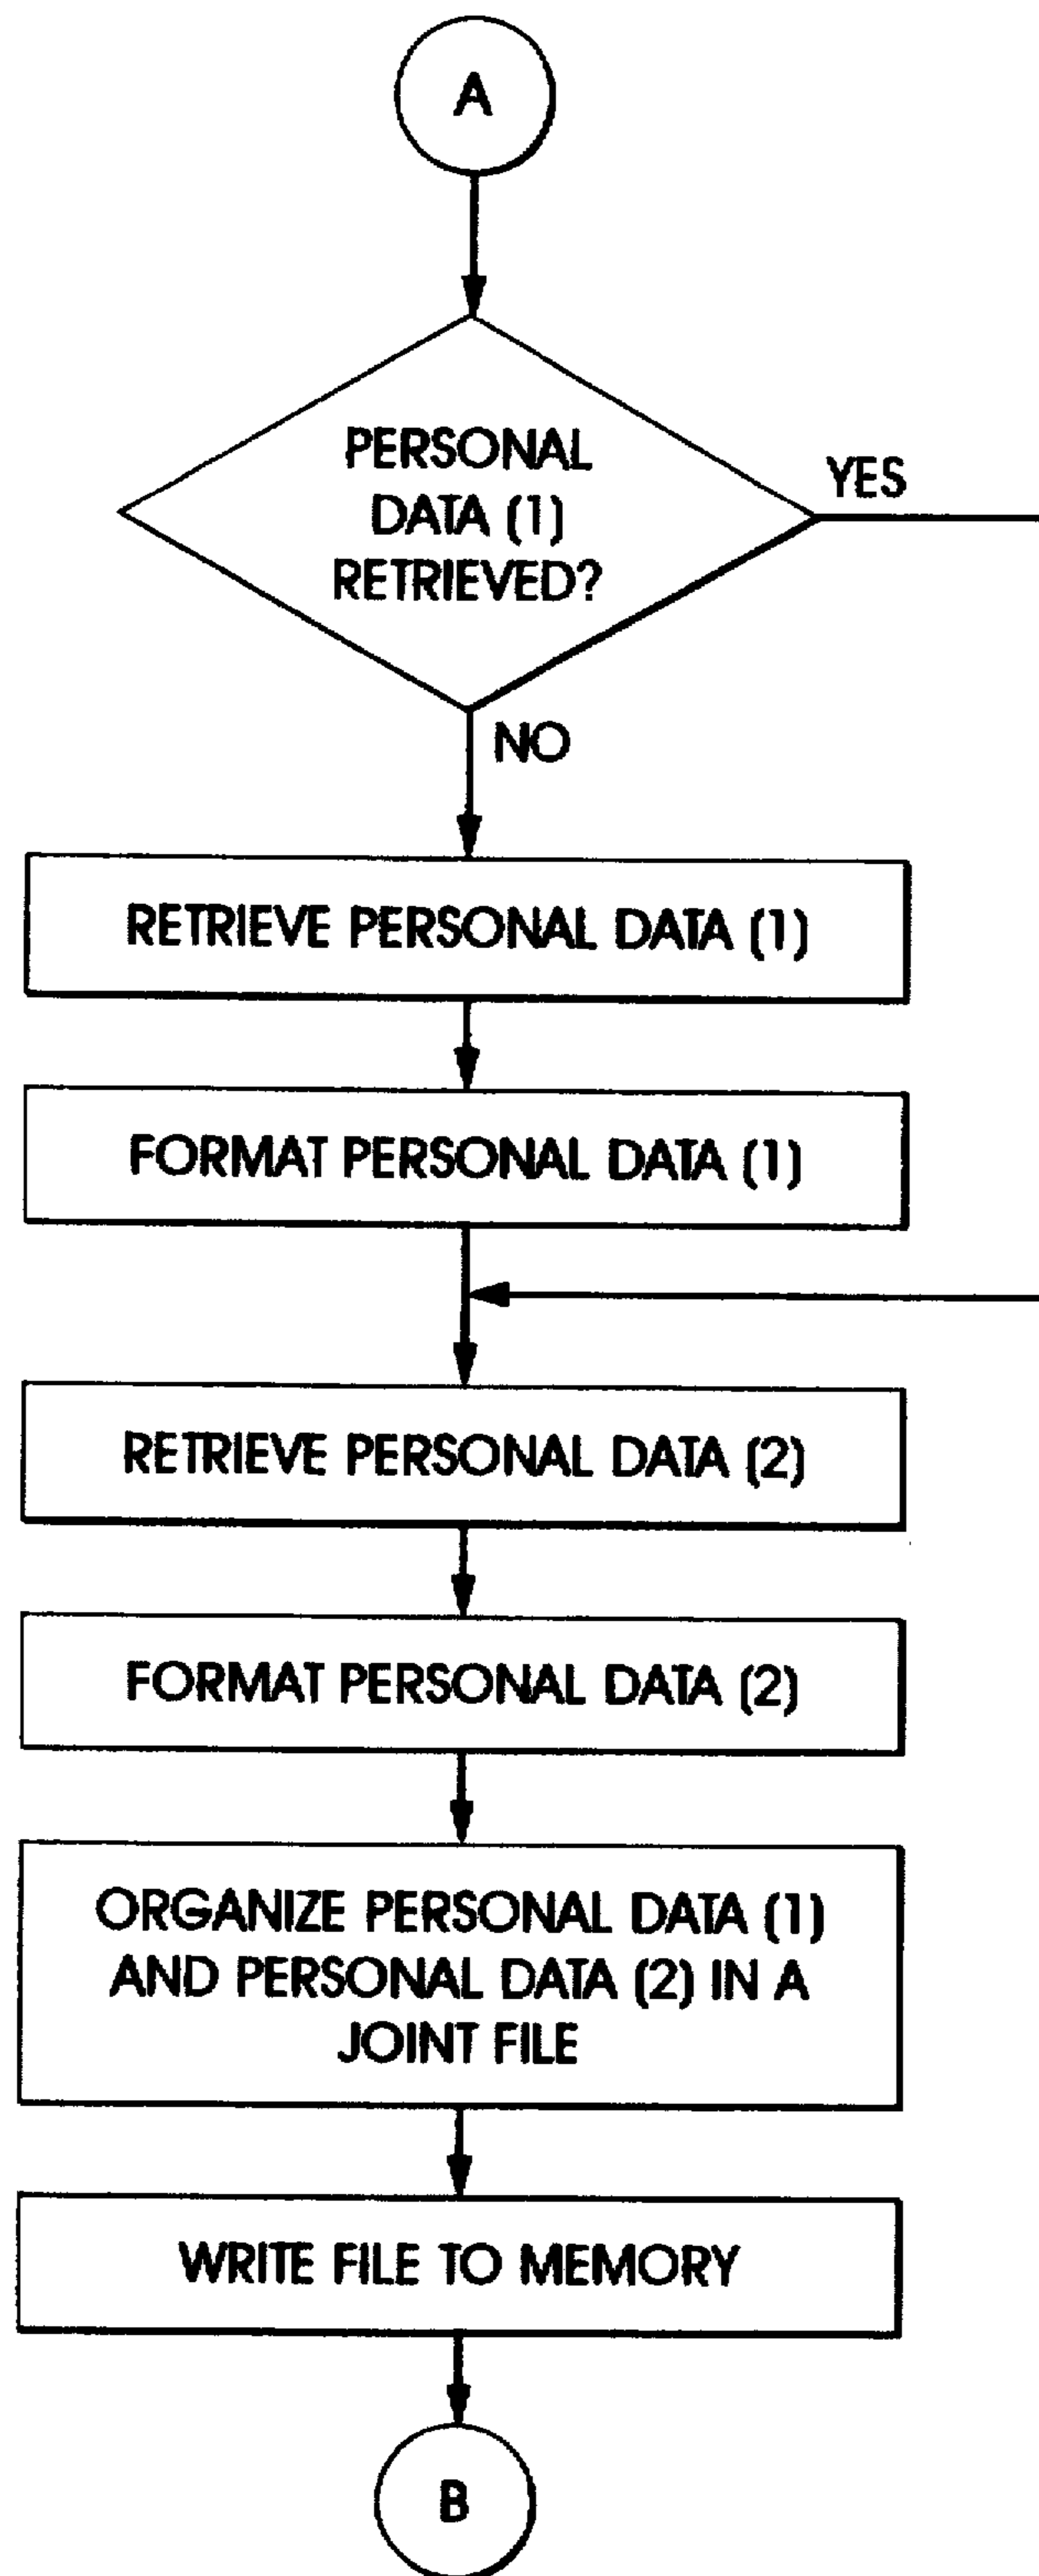 A
PERSONAL
DATA (1)
RETRIEVED?
YES
NO
RETRIEVE PERSONAL DATA (1)
FORMAT PERSONAL DATA (1)
RETRIEVE PERSONAL DATA (2)
FORMAT PERSONAL DATA (2)
ORGANIZE PERSONAL DATA (1)
AND PERSONAL DATA (2) IN A
JOINT FILE
WRITE FILE TO MEMORY
B